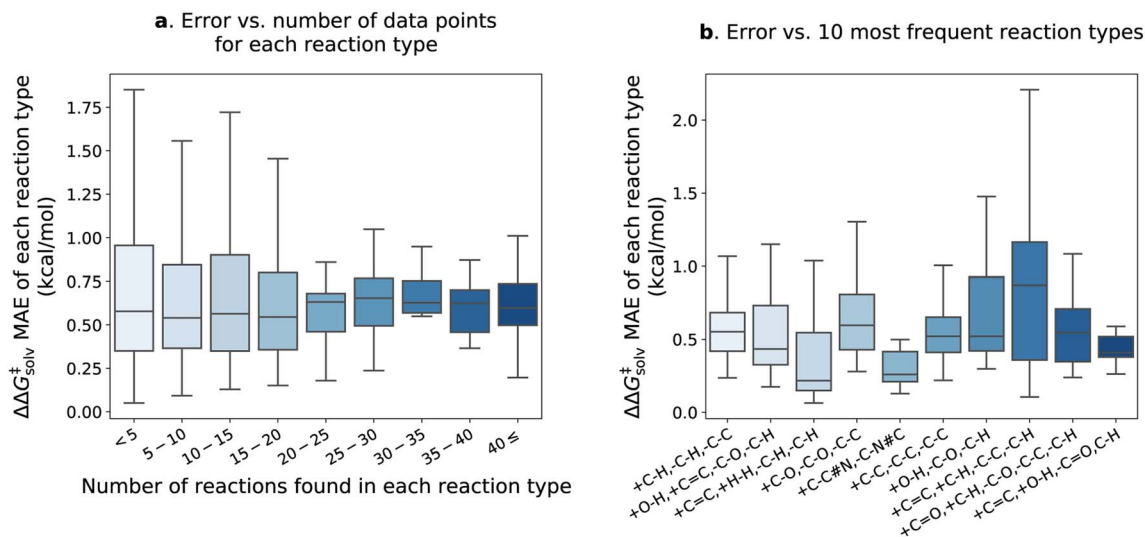 a. Error vs. number of data points
for each reaction type
ΔΔG‡solv MAE of each reaction type
(kcal/mol)
1.75
1.50
1.25
1.00
0.75
0.50
0.25
0.00
< 5
5 − 10
10 − 15
15 − 20
20 − 25
25 − 30
30 − 35
35 − 40
40 ≤
Number of reactions found in each reaction type
b. Error vs. 10 most frequent reaction types
ΔΔG‡solv MAE of each reaction type
(kcal/mol)
2.0
1.5
1.0
0.5
0.0
+C-H,-C-H,-C-C
+O-H,+C=C,-C-O,-C-H
+C=C,+H-H,-C-H,-C-H
+C-O,-C-O,-C-C
+C-C#N,-C-N#C
+C-C,-C-C,-C-C
+O-H,-C-O,-C-H
+C=C,+C-H,-C-C,-C-H
+C=O,+C-H,-C-O,-C-C,-C-H
+C=C,+O-H,-C=O,C-H